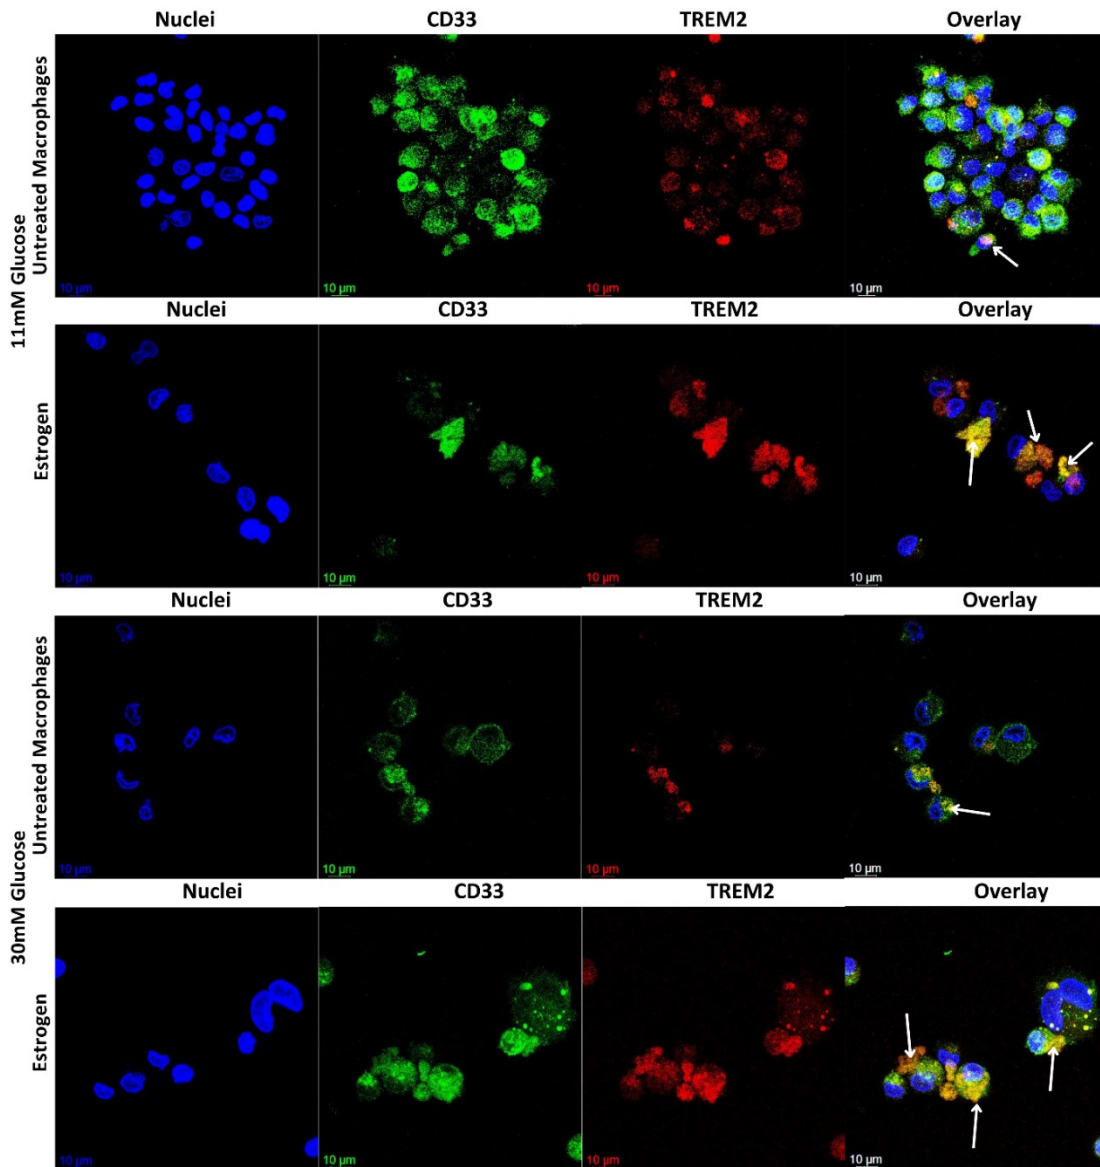 Nuclei CD33 TREM2 Overlay
11mM Glucose
Untreated Macrophages
10 µm 10 µm 10 µm 10 µm
Nuclei CD33 TREM2 Overlay
Estrogen
10 µm 10 µm 10 µm 10 µm
Nuclei CD33 TREM2 Overlay
30mM Glucose
Untreated Macrophages
10 µm 10 µm 10 µm 10 µm
Nuclei CD33 TREM2 Overlay
Estrogen
10 µm 10 µm 10 µm 10 µm